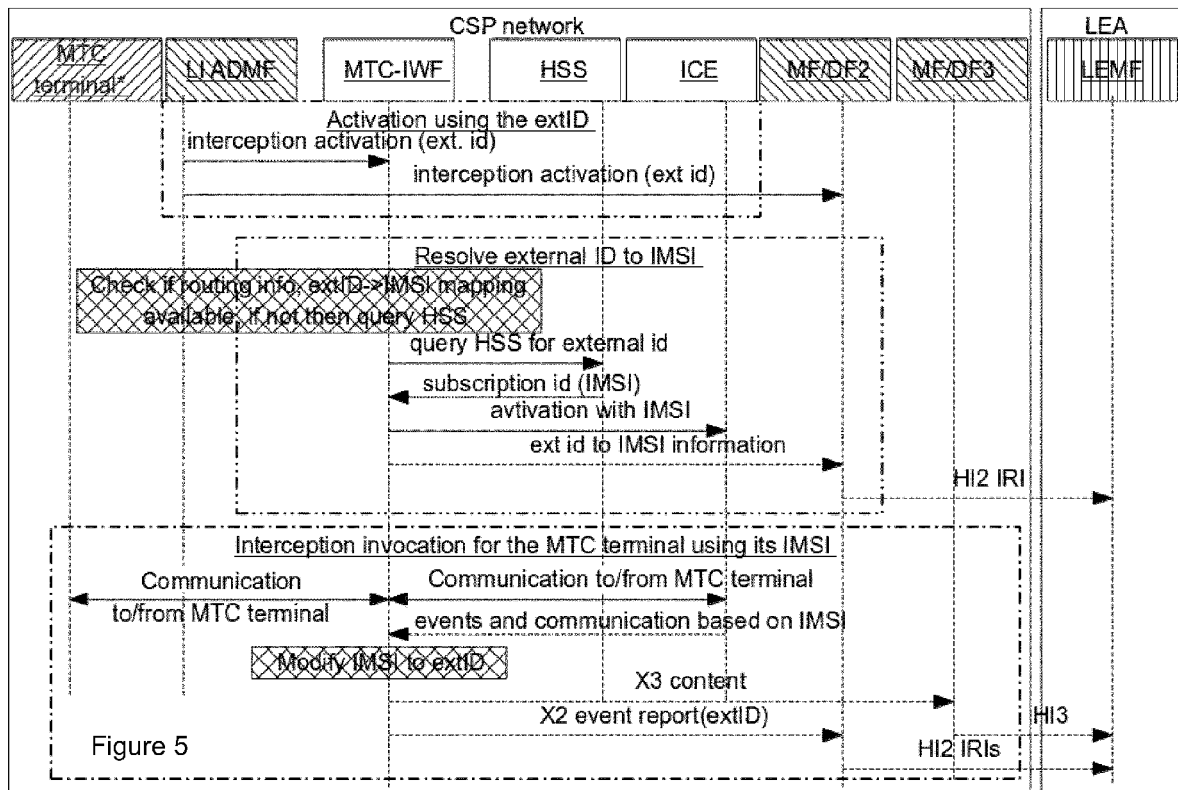 CSP network
LEA
MTC
terminal*
LI ADMF
MTC-IWF
HSS
ICE
MF/DF2
MF/DF3
LEMF
Activation using the extID
interception activation (ext. id)
interception activation (ext id)
Resolve external ID to IMSI
Check if routing info, extID->IMSI mapping
available, if not then query HSS
query HSS for external id
subscription id (IMSI)
avtivation with IMSI
ext id to IMSI information
HI2 IRI
Interception invocation for the MTC terminal using its IMSI
Communication
to/from MTC terminal
Communication to/from MTC terminal
events and communication based on IMSI
Modify IMSI to extID
X3 content
X2 event report(extID)
HI3
HI2 IRIs
Figure 5